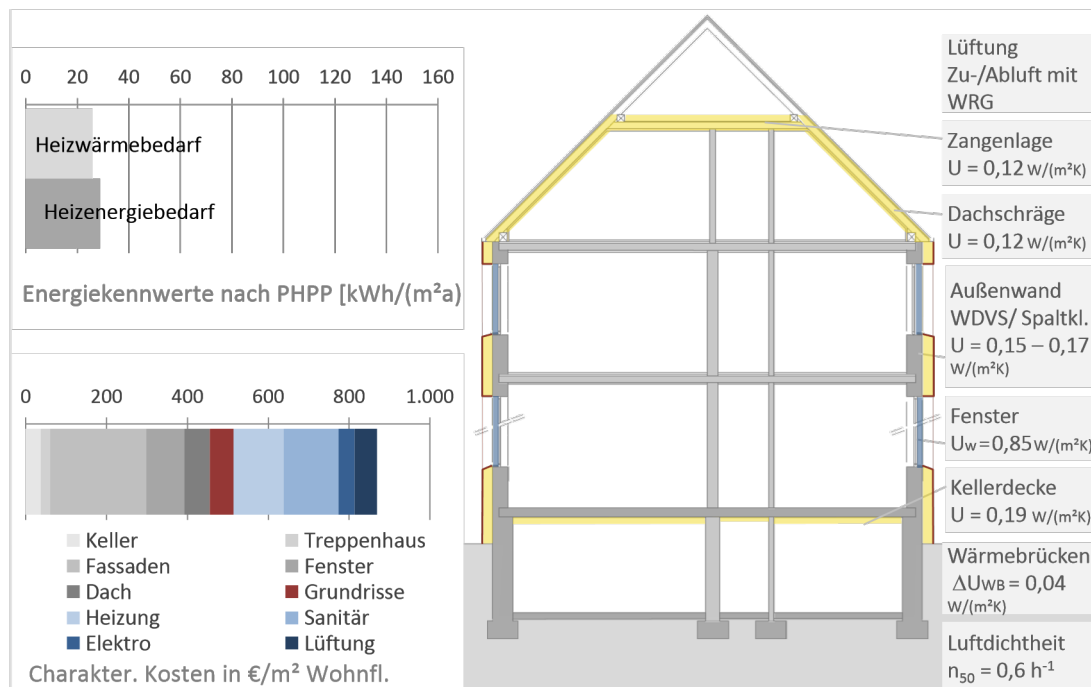 0 20 40 60 80 100 120 140 160
Heizwärmebedarf
Heizenergiebedarf
Energiekennwerte nach PHPP [kWh/(m²a)
0 200 400 600 800 1.000
Keller Treppenhaus
Fassaden Fenster
Dach Grundrisse
Heizung Sanitär
Elektro Lüftung
Charakter. Kosten in €/m² Wohnfl.
Lüftung
Zu-/Abluft mit
WRG
Zangenlage
U = 0,12 W/(m²K)
Dachschräge
U = 0,12 W/(m²K)
Außenwand
WDVS/ Spaltkl.
U = 0,15 – 0,17
W/(m²K)
Fenster
Uw=0,85 W/(m²K)
Kellerdecke
U = 0,19 W/(m²K)
Wärmebrücken
ΔUWB = 0,04
W/(m²K)
Luftdichtheit
n50 = 0,6 h-1